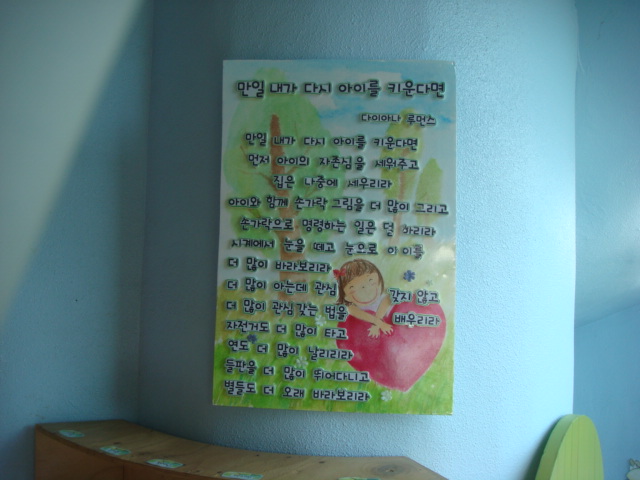 만일 내가 다시 아이를 키운다면
다이아나 루먼스
만일 내가 다시 아이를 키운다면
먼저 아이의 자존심을 세워주고
집은 나중에 세우리라
아이와 함께 손가락 그림을 더 많이 그리고
손가락으로 명령하는 일은 덜 하리라
시계에서 눈을 떼고 눈으로 아이를
더 많이 바라보리라
더 많이 아는데 관심 갖지 않고
더 많이 관심 갖는 법을 배우리라
자전거도 더 많이 타고
연도 더 많이 날리리라
들판을 더 많이 뛰어다니고
별들도 더 오래 바라보리라